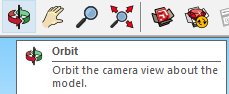 Orbit
Orbit the camera view about the
model.